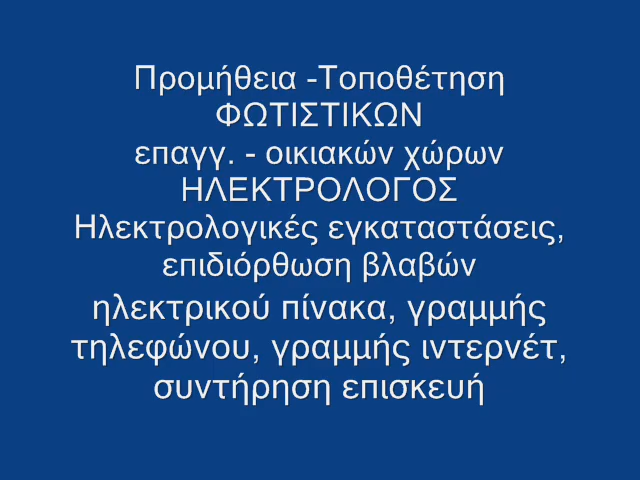 Προμήθεια -Τοποθέτηση
ΦΩΤΙΣΤΙΚΩΝ
επαγγ. - οικιακών χώρων
ΗΛΕΚΤΡΟΛΟΓΟΣ
Ηλεκτρολογικές εγκαταστάσεις,
επιδιόρθωση βλαβών
ηλεκτρικού πίνακα, γραμμής
τηλεφώνου, γραμμής ιντερνέτ,
συντήρηση επισκευή